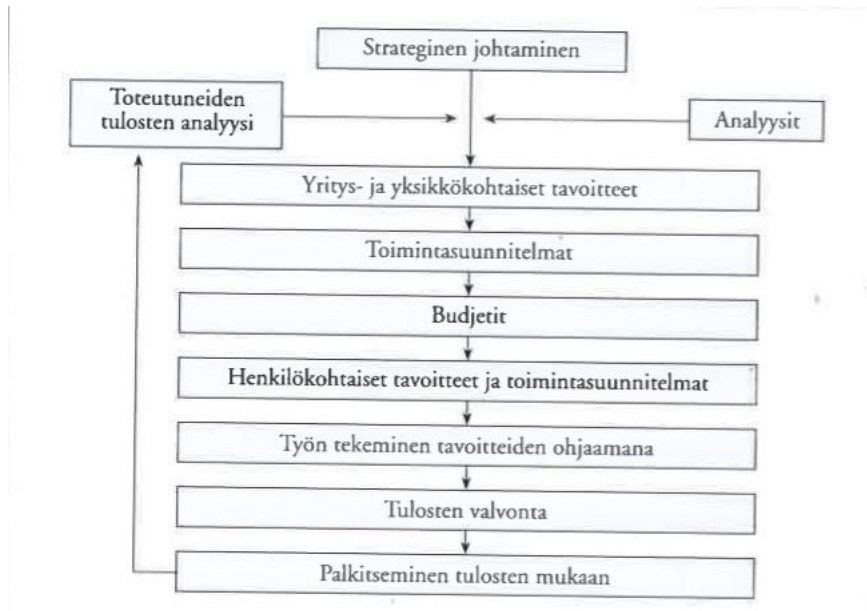 Strateginen johtaminen
Toteutuneiden
tulosten analyysi
Analyysit
Yritys- ja yksikkökohtaiset tavoitteet
Toimintasuunnitelmat
Budjetit
Henkilökohtaiset tavoitteet ja toimintasuunnitelmat
Työn tekeminen tavoitteiden ohjaamana
Tulosten valvonta
Palkitseminen tulosten mukaan